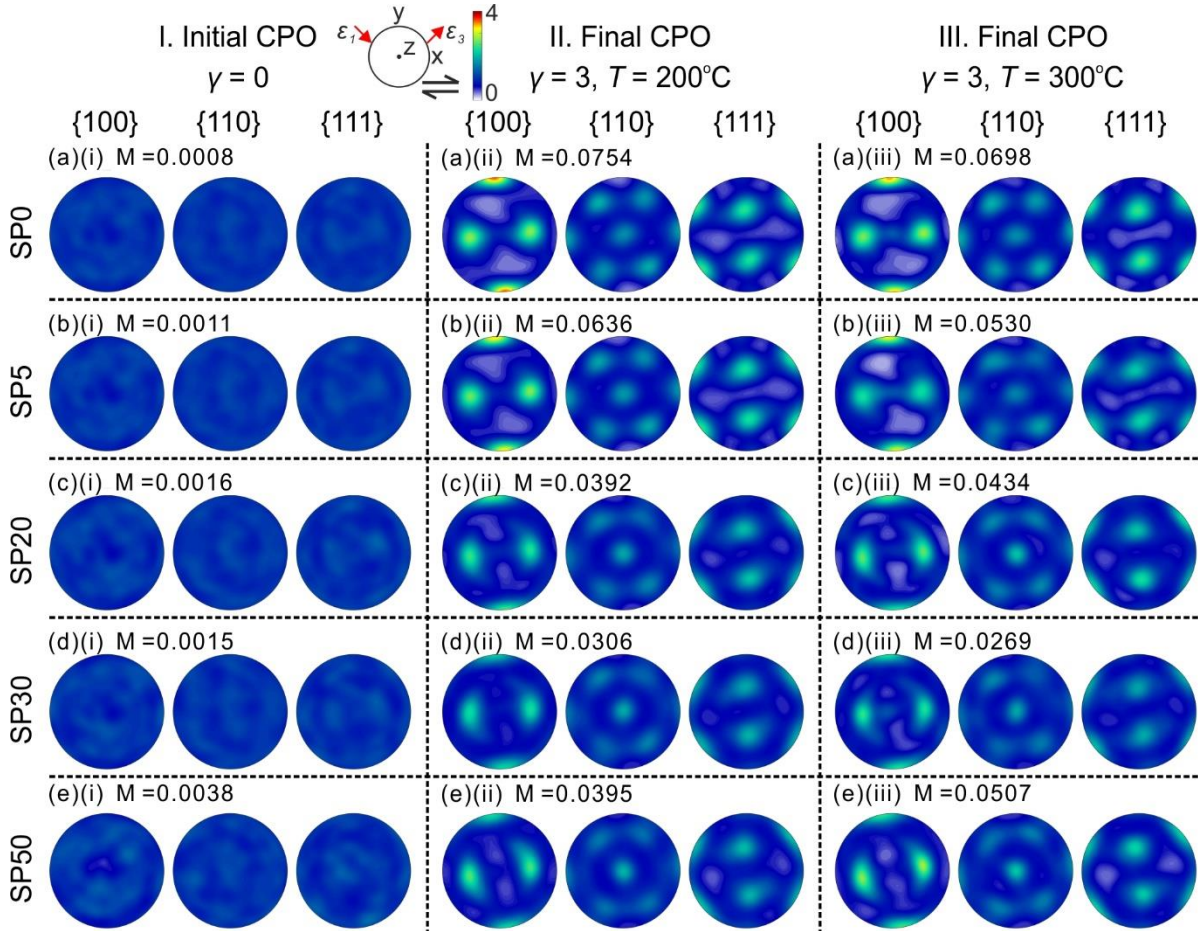 I. Initial CPO
γ = 0
y
ε1
ε3
z
x
4
0
II. Final CPO
γ = 3, T = 200°C
III. Final CPO
γ = 3, T = 300°C
{100} {110} {111} {100} {110} {111} {100} {110} {111}
SP0
(a)(i) M =0.0008
(a)(ii) M =0.0754
(a)(iii) M =0.0698
SP5
(b)(i) M =0.0011
(b)(ii) M =0.0636
(b)(iii) M =0.0530
SP20
(c)(i) M =0.0016
(c)(ii) M =0.0392
(c)(iii) M =0.0434
SP30
(d)(i) M =0.0015
(d)(ii) M =0.0306
(d)(iii) M =0.0269
SP50
(e)(i) M =0.0038
(e)(ii) M =0.0395
(e)(iii) M =0.0507